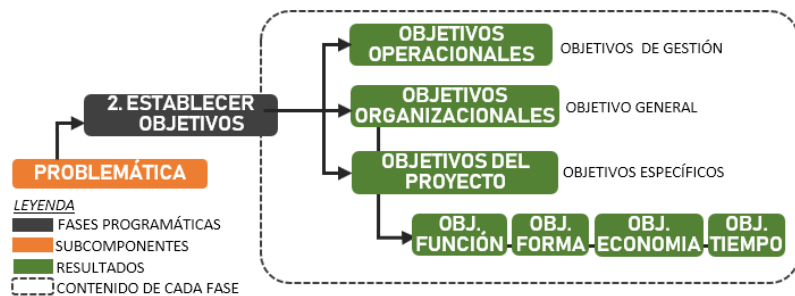 OBJETIVOS
OPERACIONALES
OBJETIVOS DE GESTIÓN
2. ESTABLECER
OBJETIVOS
OBJETIVOS
ORGANIZACIONALES
OBJETIVO GENERAL
PROBLEMÁTICA
OBJETIVOS DEL
PROYECTO
OBJETIVOS ESPECÍFICOS
OBJ.
FUNCIÓN
OBJ.
FORMA
OBJ.
ECONOMIA
OBJ.
TIEMPO
LEYENDA
FASES PROGRAMÁTICAS
SUBCOMPONENTES
RESULTADOS
CONTENIDO DE CADA FASE